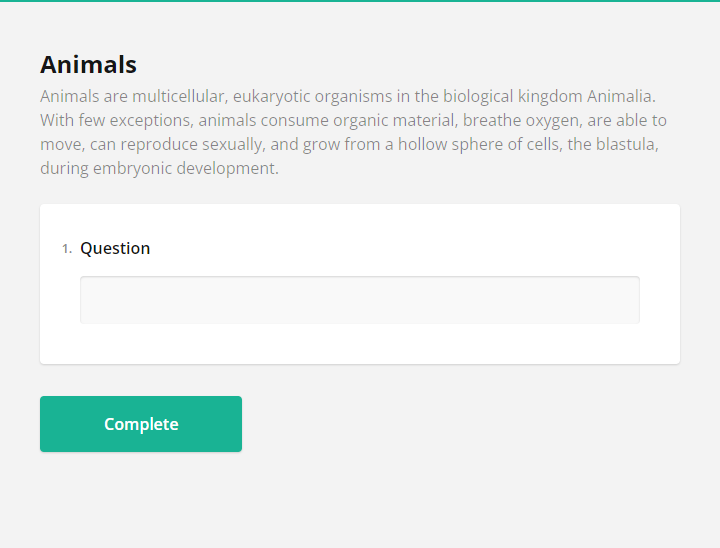 Animals
Animals are multicellular, eukaryotic organisms in the biological kingdom Animalia.
With few exceptions, animals consume organic material, breathe oxygen, are able to
move, can reproduce sexually, and grow from a hollow sphere of cells, the blastula,
during embryonic development.
1. Question
Complete